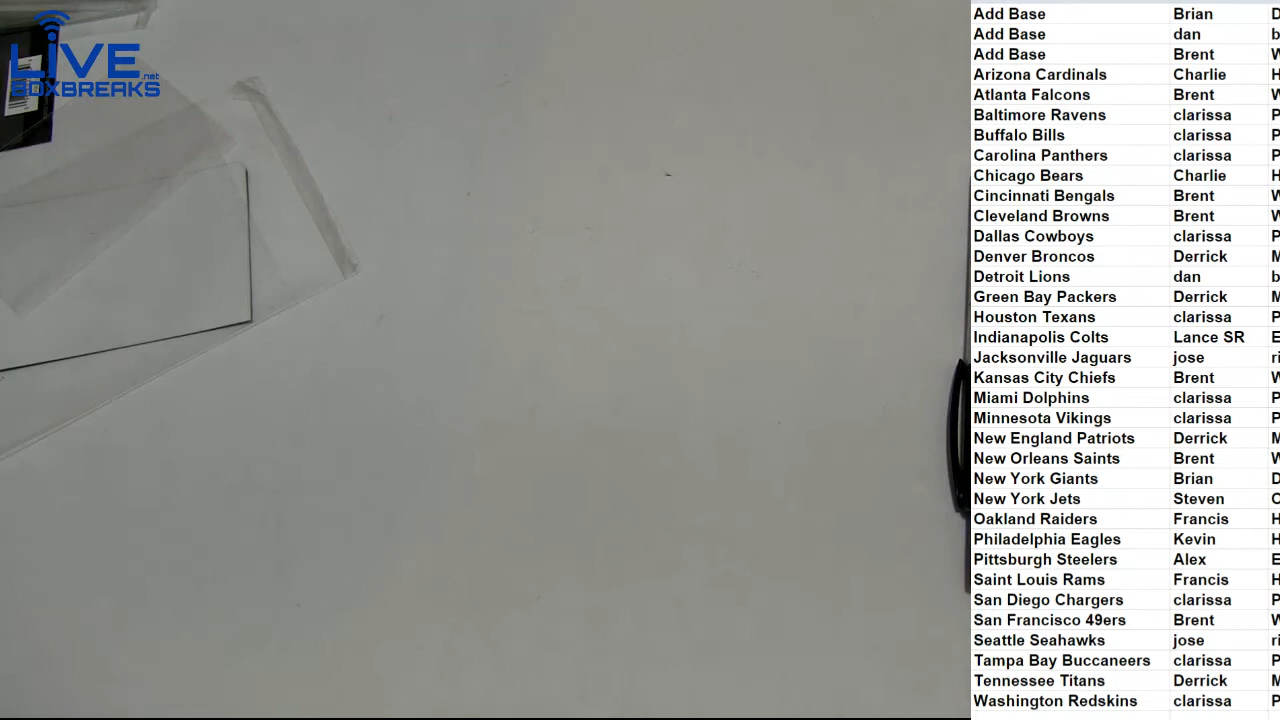 LiVE
.net
BOXBREAKS
Add Base Brian D
Add Base dan b
Add Base Brent W
Arizona Cardinals Charlie H
Atlanta Falcons Brent W
Baltimore Ravens clarissa P
Buffalo Bills clarissa P
Carolina Panthers clarissa P
Chicago Bears Charlie H
Cincinnati Bengals Brent W
Cleveland Browns Brent W
Dallas Cowboys clarissa P
Denver Broncos Derrick M
Detroit Lions dan b
Green Bay Packers Derrick M
Houston Texans clarissa P
Indianapolis Colts Lance SR E
Jacksonville Jaguars jose ri
Kansas City Chiefs Brent W
Miami Dolphins clarissa P
Minnesota Vikings clarissa P
New England Patriots Derrick M
New Orleans Saints Brent W
New York Giants Brian D
New York Jets Steven O
Oakland Raiders Francis H
Philadelphia Eagles Kevin H
Pittsburgh Steelers Alex E
Saint Louis Rams Francis H
San Diego Chargers clarissa P
San Francisco 49ers Brent W
Seattle Seahawks jose ri
Tampa Bay Buccaneers clarissa P
Tennessee Titans Derrick M
Washington Redskins clarissa P